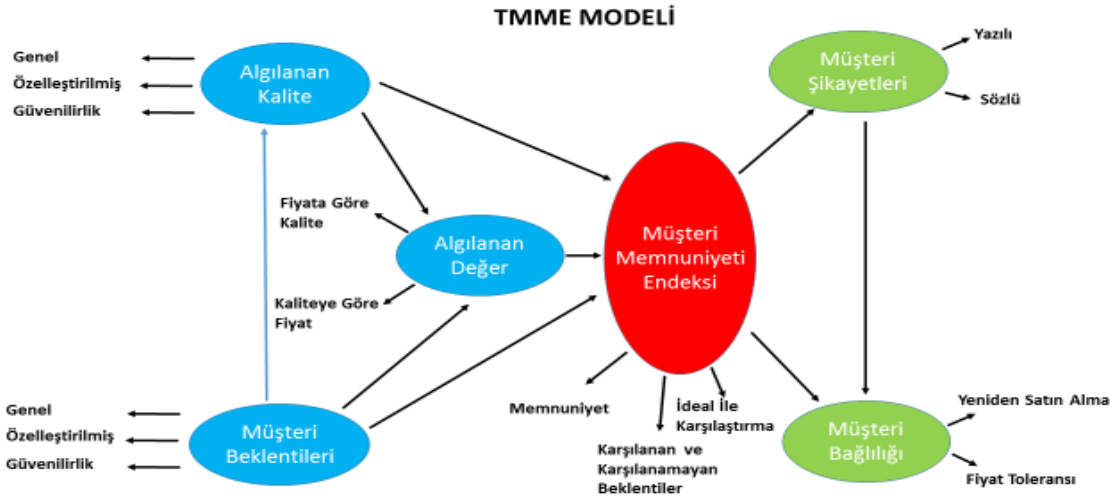 TMME MODELİ
Genel
Özelleştirilmiş
Güvenilirlik
Algılanan
Kalite
Müşteri
Şikayetleri
Yazılı
Sözlü
Fiyata Göre
Kalite
Algılanan
Değer
Kaliteye Göre
Fiyat
Müşteri
Memnuniyeti
Endeksi
Genel
Özelleştirilmiş
Güvenilirlik
Müşteri
Beklentileri
Memnuniyet
İdeal İle
Karşılaştırma
Karşılanan ve
Karşılanamayan
Beklentiler
Müşteri
Bağlılığı
Yeniden Satın Alma
Fiyat Toleransı